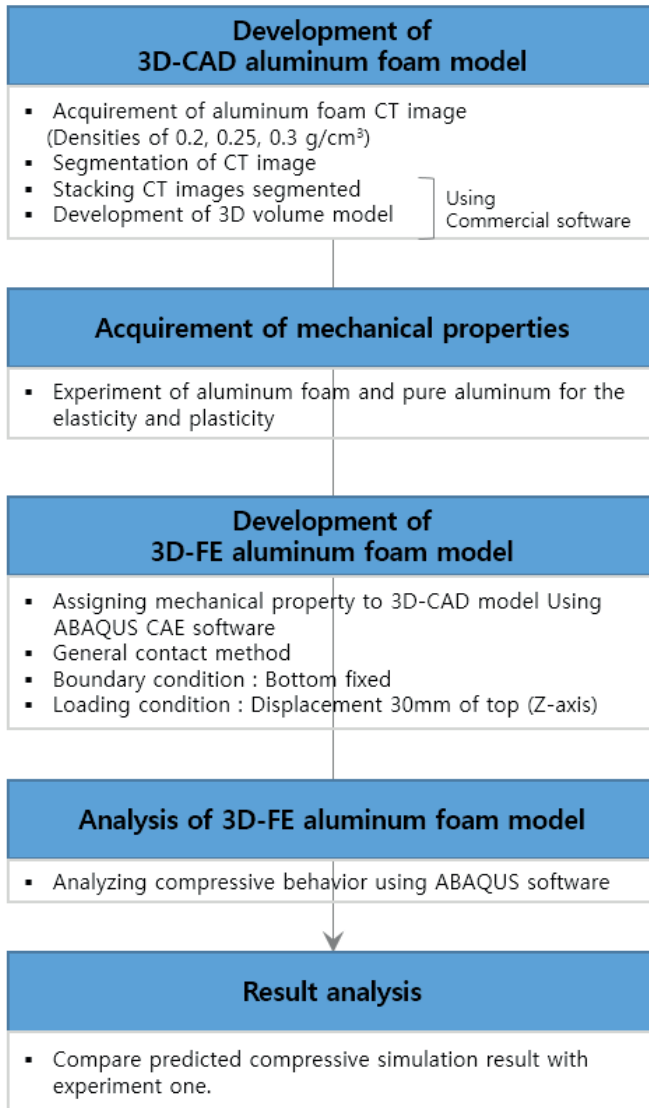 Development of
3D-CAD aluminum foam model
▪ Acquirement of aluminum foam CT image
(Densities of 0.2, 0.25, 0.3 g/cm³)
▪ Segmentation of CT image
▪ Stacking CT images segmented
▪ Development of 3D volume model
Using
Commercial software
Acquirement of mechanical properties
▪ Experiment of aluminum foam and pure aluminum for the
elasticity and plasticity
Development of
3D-FE aluminum foam model
▪ Assigning mechanical property to 3D-CAD model Using
ABAQUS CAE software
▪ General contact method
▪ Boundary condition : Bottom fixed
▪ Loading condition : Displacement 30mm of top (Z-axis)
Analysis of 3D-FE aluminum foam model
▪ Analyzing compressive behavior using ABAQUS software
Result analysis
▪ Compare predicted compressive simulation result with
experiment one.